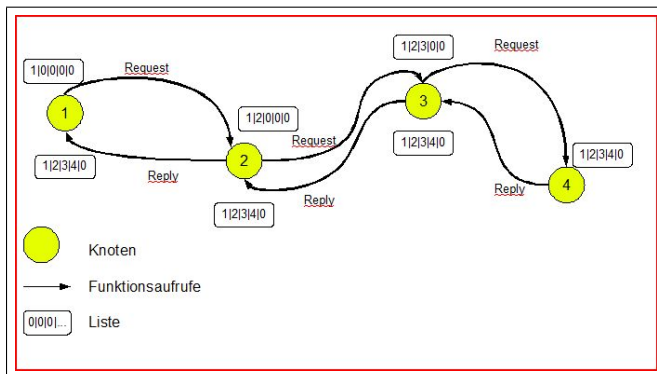 1|2|3|0|0
Request
1|0|0|0|0
Request
1
3
1|2|0|0|0
Request
1|2|3|4|0
1|2|3|4|0
1|2|3|4|0
2
Reply
4
Reply
Reply
1|2|3|4|0
Knoten
Funktionsaufrufe
0|0|0|...
Liste